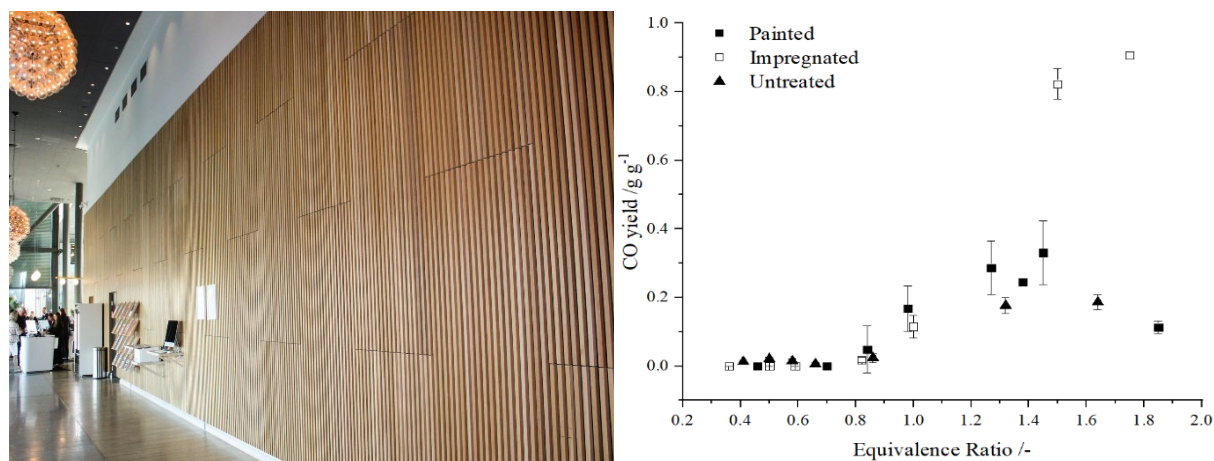 Painted
Impregnated
Untreated
CO yield /g g⁻¹
1.0
0.8
0.6
0.4
0.2
0.0
0.2 0.4 0.6 0.8 1.0 1.2 1.4 1.6 1.8 2.0
Equivalence Ratio /-